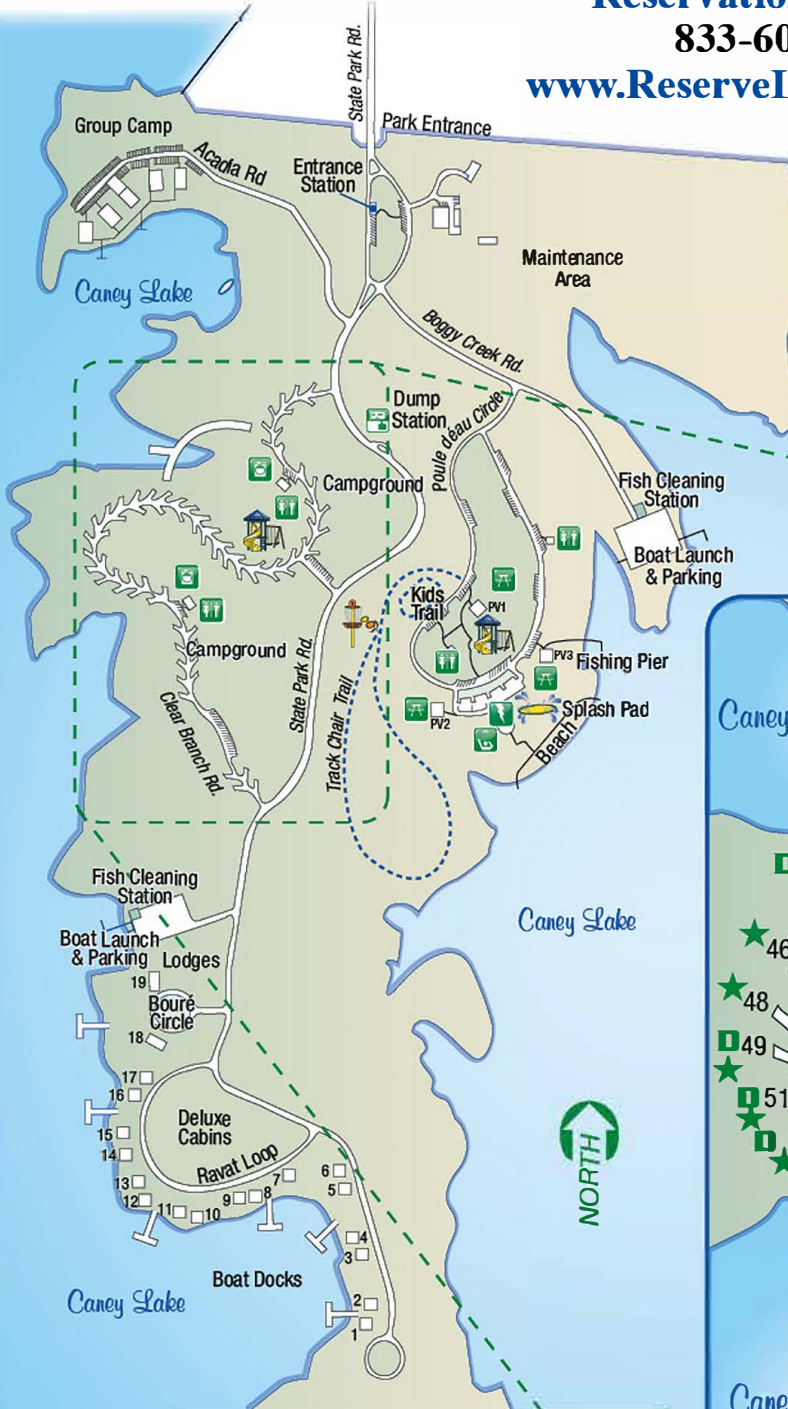 Reservatio
833-60
www.ReserveL
State Park Rd.
Park Entrance
Group Camp
Acadia Rd
Entrance
Station
Maintenance
Area
Caney Lake
Boggy Creek Rd.
Dump
Station
Poule déau Circle
Campground
Fish Cleaning
Station
Boat Launch
& Parking
Kids
Trail
PV1
Campground
State Park Rd.
PV3
Fishing Pier
Splash Pad
PV2
Beach
Track Chair Trail
Clear Branch Rd.
Caney
Fish Cleaning
Station
Caney Lake
Boat Launch
& Parking
Lodges
46
19
Bouré
Circle
48
18
D 49
17
16
D 51
Deluxe
Cabins
15
14
Ravat Loop
NORTH
13
12
11
10
9
8
7
6
5
4
3
Boat Docks
Caney Lake
2
1
Cane